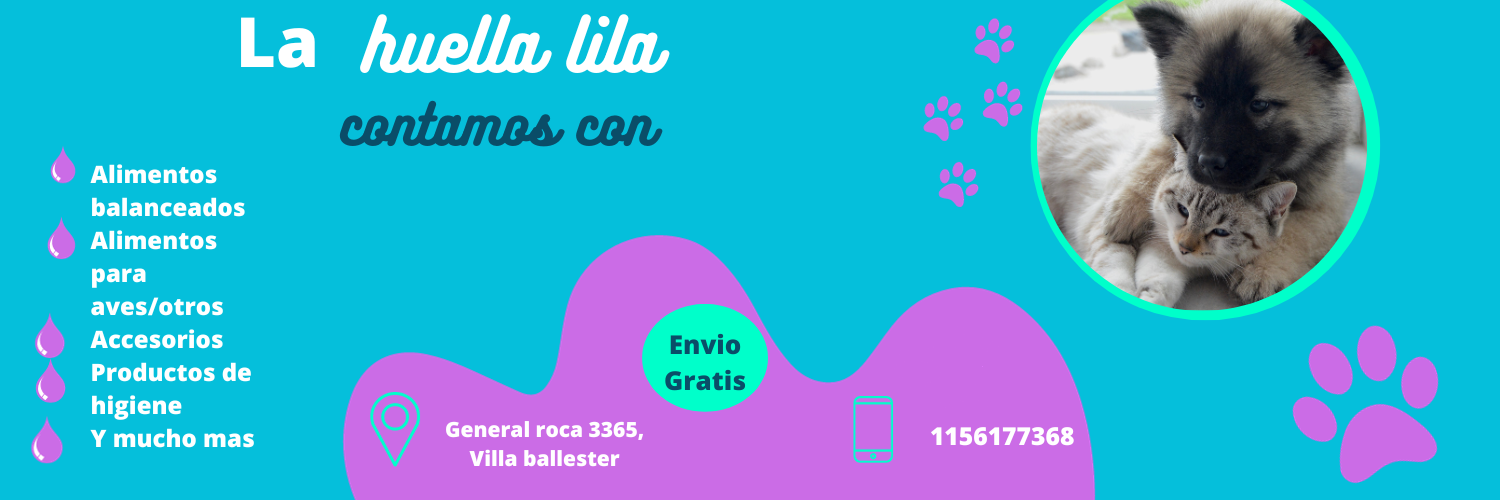 La huella lila
contamos con
Alimentos
balanceados
Alimentos
para
aves/otros
Accesorios
Productos de
higiene
Y mucho mas
Envio
Gratis
General roca 3365,
Villa ballester
1156177368